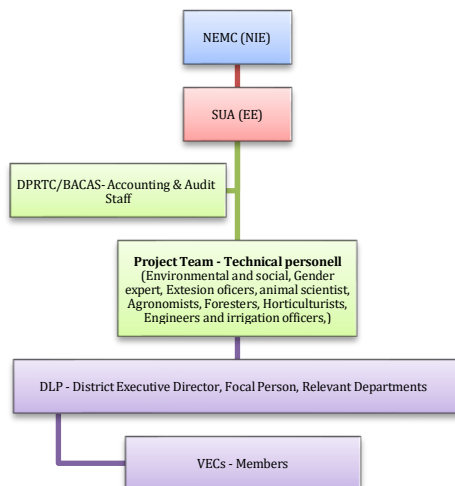 NEMC (NIE)
SUA (EE)
DPRTC/BACAS- Accounting & Audit
Staff
Project Team - Technical personell
(Environmental and social, Gender
expert, Extesion oficers, animal scientist,
Agronomists, Foresters, Horticulturists,
Engineers and irrigation officers,)
DLP - District Executive Director, Focal Person, Relevant Departments
VECs - Members